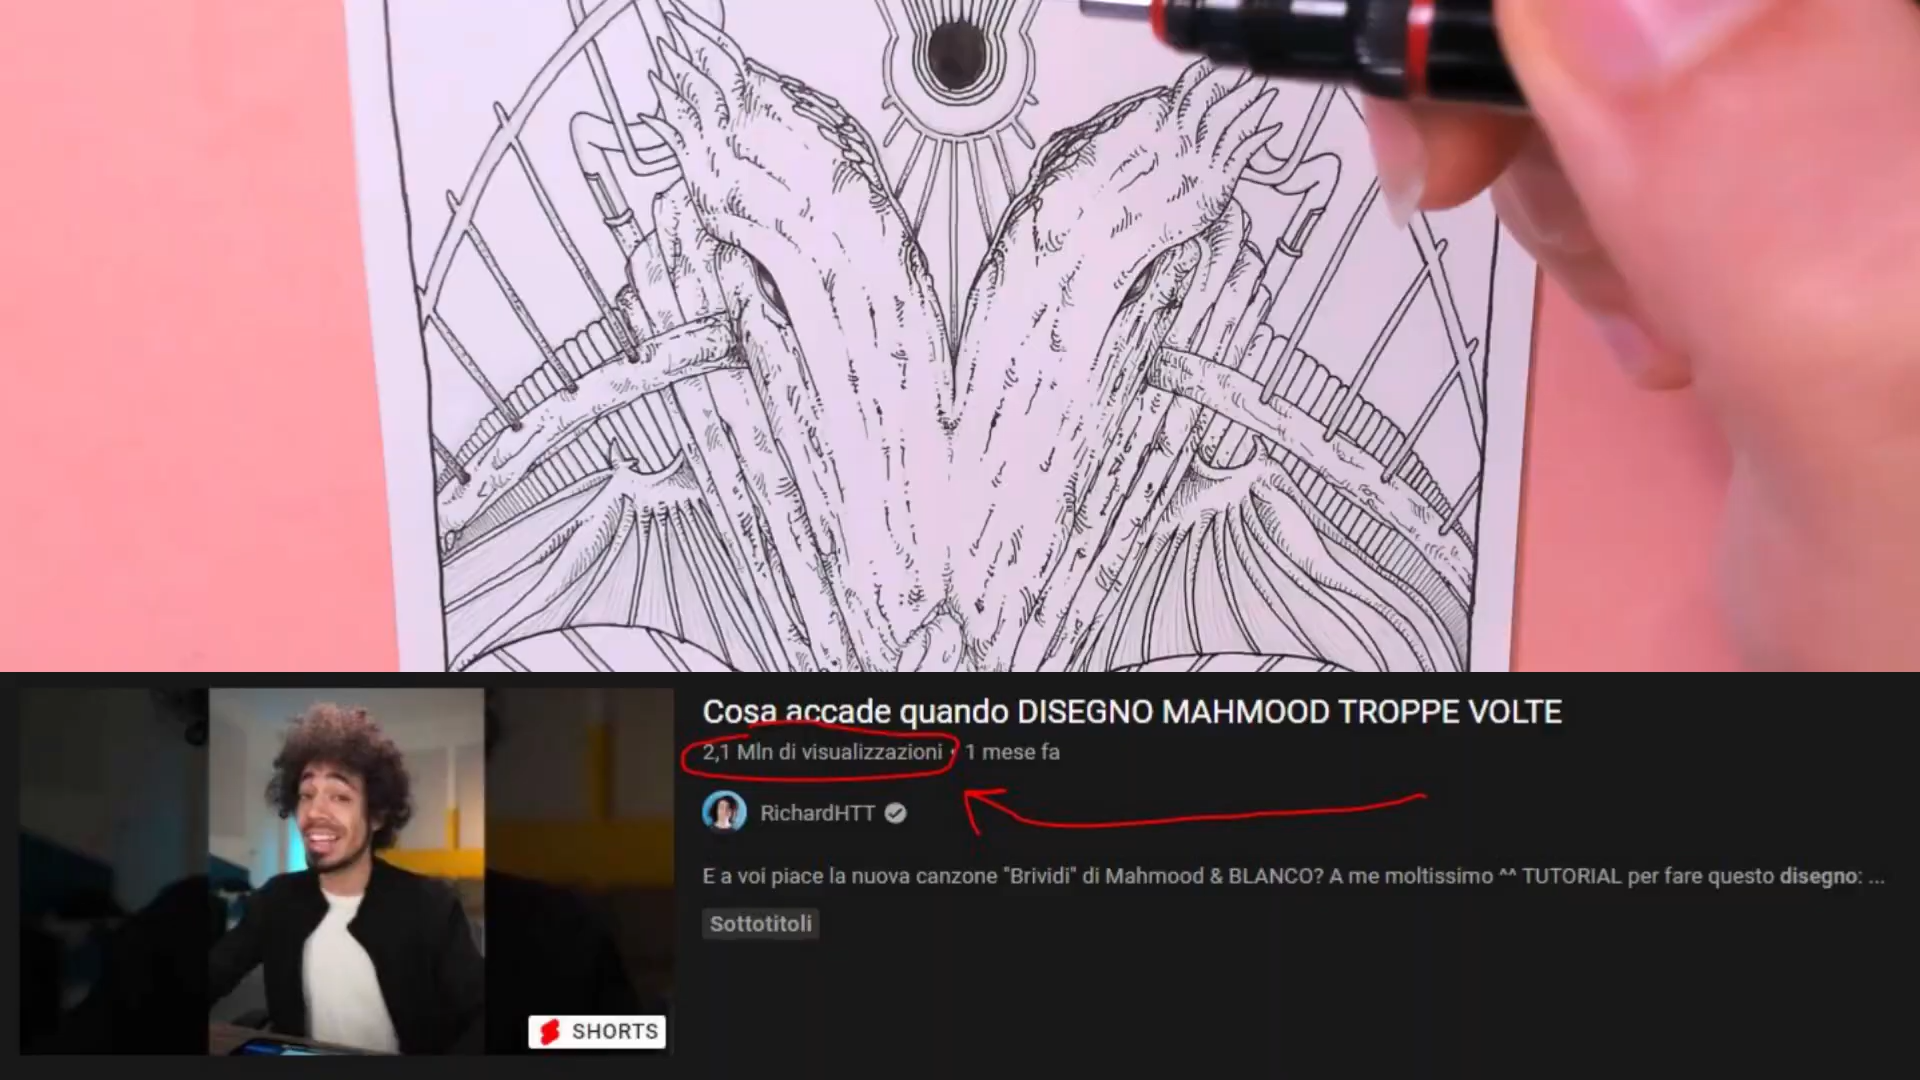 Cosa accade quando DISEGNO MAHMOOD TROPPE VOLTE
2,1 Mln di visualizzazioni • 1 mese fa
RichardHTT
E a voi piace la nuova canzone "Brividi" di Mahmood & BLANCO? A me moltissimo ^^ TUTORIAL per fare questo disegno: ...
Sottotitoli
SHORTS